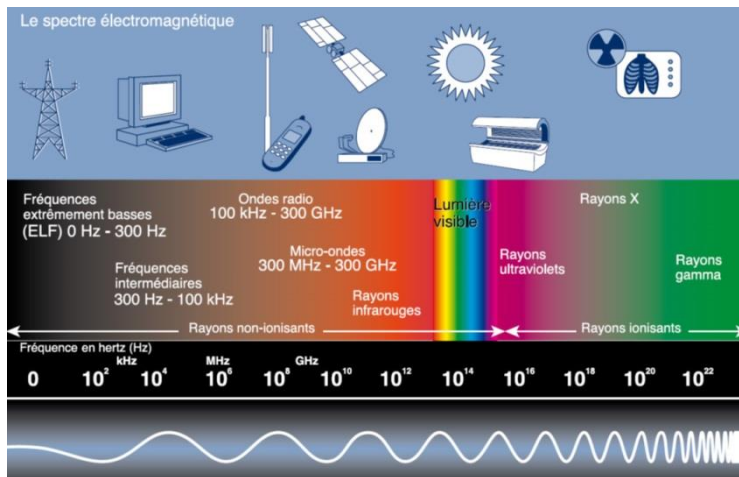 Le spectre électromagnétique
Fréquences
extrêmement basses
(ELF) 0 Hz - 300 Hz
Ondes radio
100 kHz - 300 GHz
Lumière
visible
Rayons X
Micro-ondes
300 MHz - 300 GHz
Rayons
ultraviolets
Rayons
gamma
Fréquences
intermédiaires
300 Hz - 100 kHz
Rayons
infrarouges
Rayons non-ionisants
Rayons ionisants
Fréquence en hertz (Hz)
kHz MHz GHz
0 10² 10⁴ 10⁶ 10⁸ 10¹⁰ 10¹² 10¹⁴ 10¹⁶ 10¹⁸ 10²⁰ 10²²